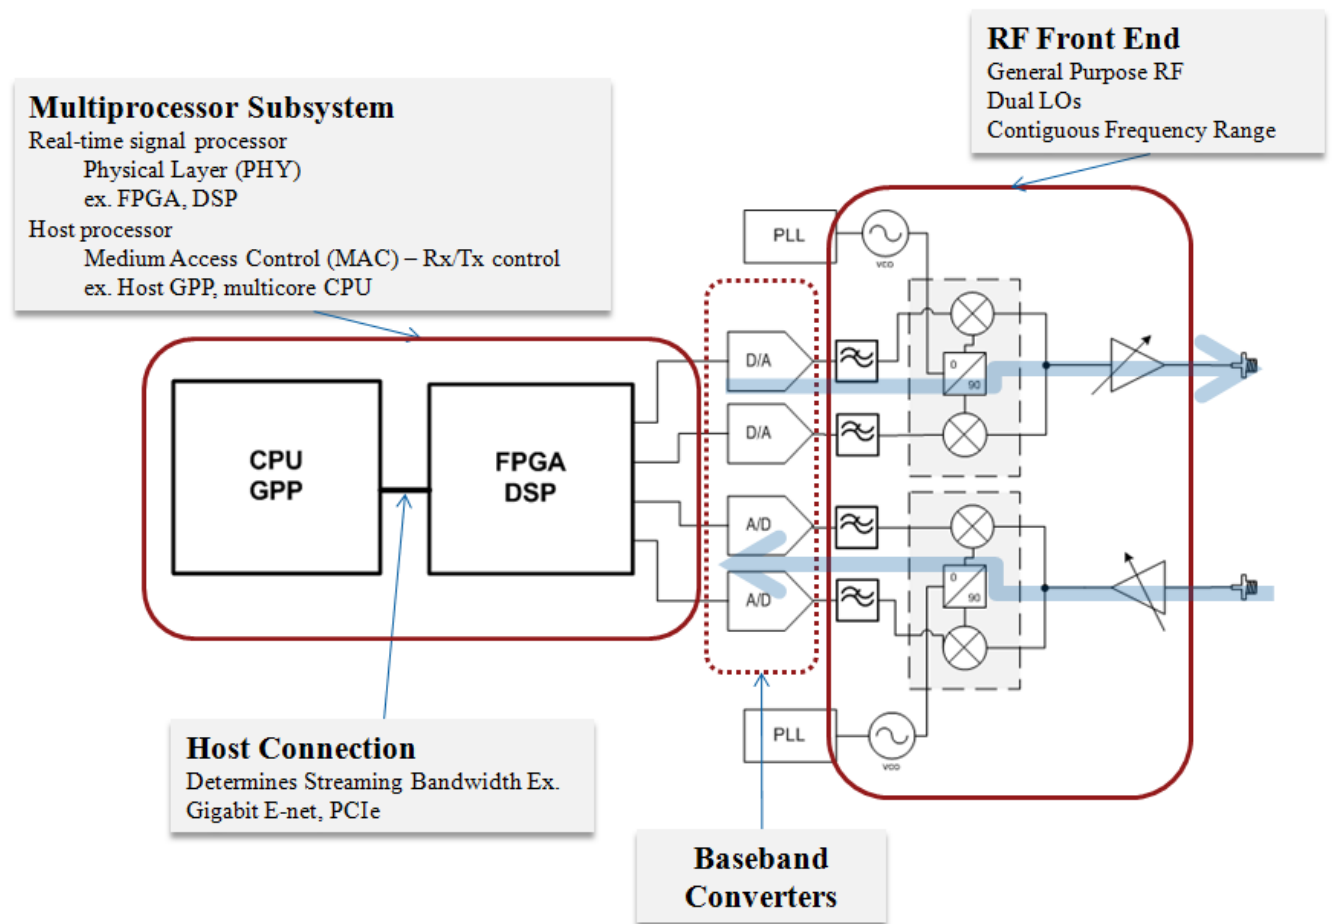 RF Front End
General Purpose RF
Dual LOs
Contiguous Frequency Range
Multiprocessor Subsystem
Real-time signal processor
Physical Layer (PHY)
ex. FPGA, DSP
Host processor
Medium Access Control (MAC) – Rx/Tx control
ex. Host GPP, multicore CPU
PLL
VCO
D/A
0
90
D/A
CPU
GPP
FPGA
DSP
A/D
0
90
A/D
PLL
VCO
Host Connection
Determines Streaming Bandwidth Ex.
Gigabit E-net, PCIe
Baseband
Converters